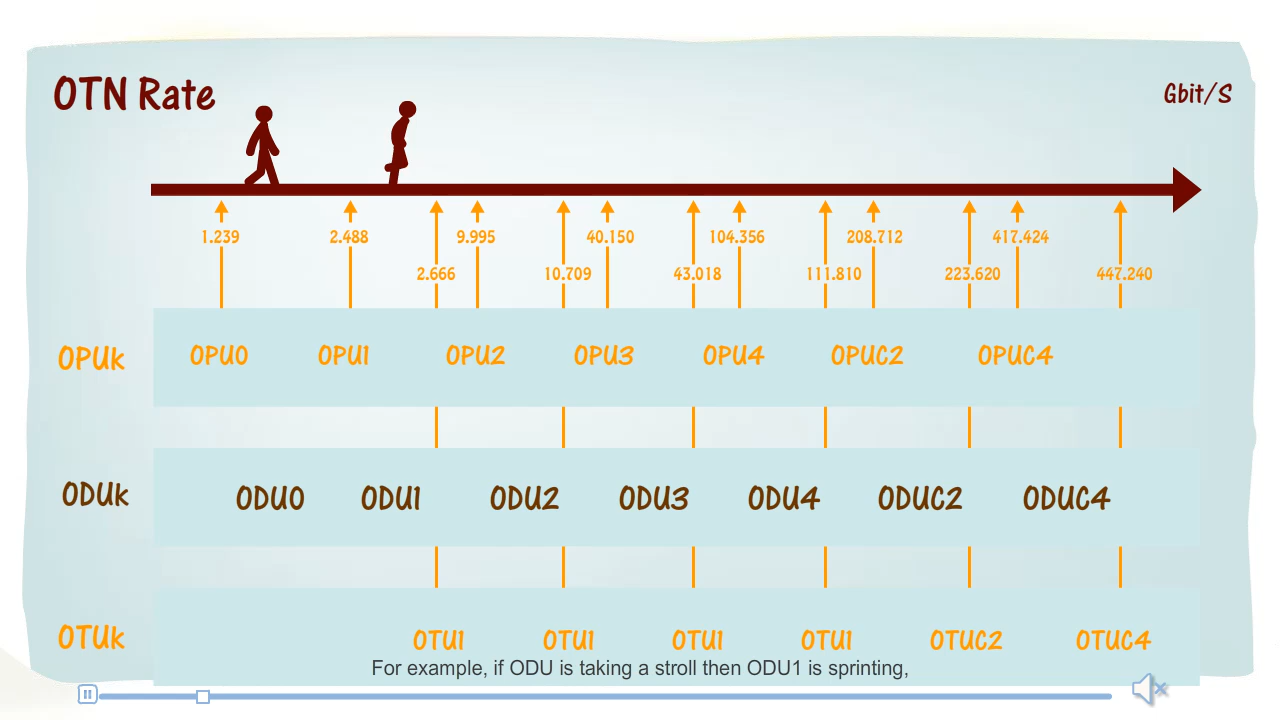 OTN Rate
Gbit/S
1.239 2.488 9.995 40.150 104.356 208.712 417.424
2.666 10.709 43.018 111.810 223.620 447.240
OPUk OPU0 OPU1 OPU2 OPU3 OPU4 OPUC2 OPUC4
ODUk ODU0 ODU1 ODU2 ODU3 ODU4 ODUC2 ODUC4
OTUk OTU1 OTU1 OTU1 OTU1 OTUC2 OTUC4
For example, if ODU is taking a stroll then ODU1 is sprinting,